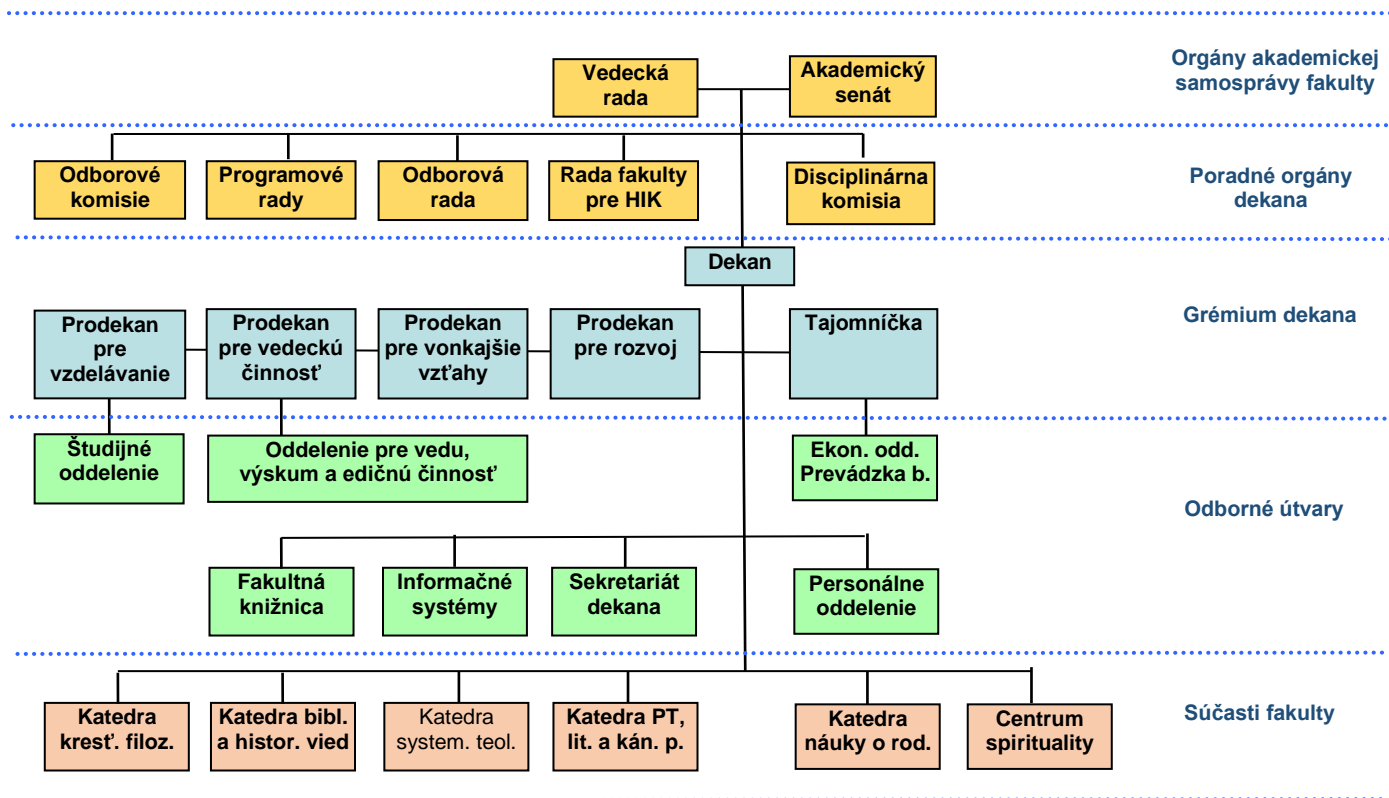 Vedecká
rada
Akademický
senát
Orgány akademickej
samosprávy fakulty
Odborové
komisie
Programové
rady
Odborová
rada
Rada fakulty
pre HIK
Disciplinárna
komisia
Poradné orgány
dekana
Dekan
Prodekan
pre
vzdelávanie
Prodekan
pre vedeckú
činnosť
Prodekan
pre vonkajšie
vzťahy
Prodekan
pre rozvoj
Tajomníčka
Grémium dekana
Študijné
oddelenie
Oddelenie pre vedu,
výskum a edičnú činnosť
Ekon. odd.
Prevádzka b.
Odborné útvary
Fakultná
knižnica
Informačné
systémy
Sekretariát
dekana
Personálne
oddelenie
Katedra
kresť. filoz.
Katedra bibl.
a histor. vied
Katedra
system. teol.
Katedra PT,
lit. a kán. p.
Katedra
náuky o rod.
Centrum
spirituality
Súčasti fakulty